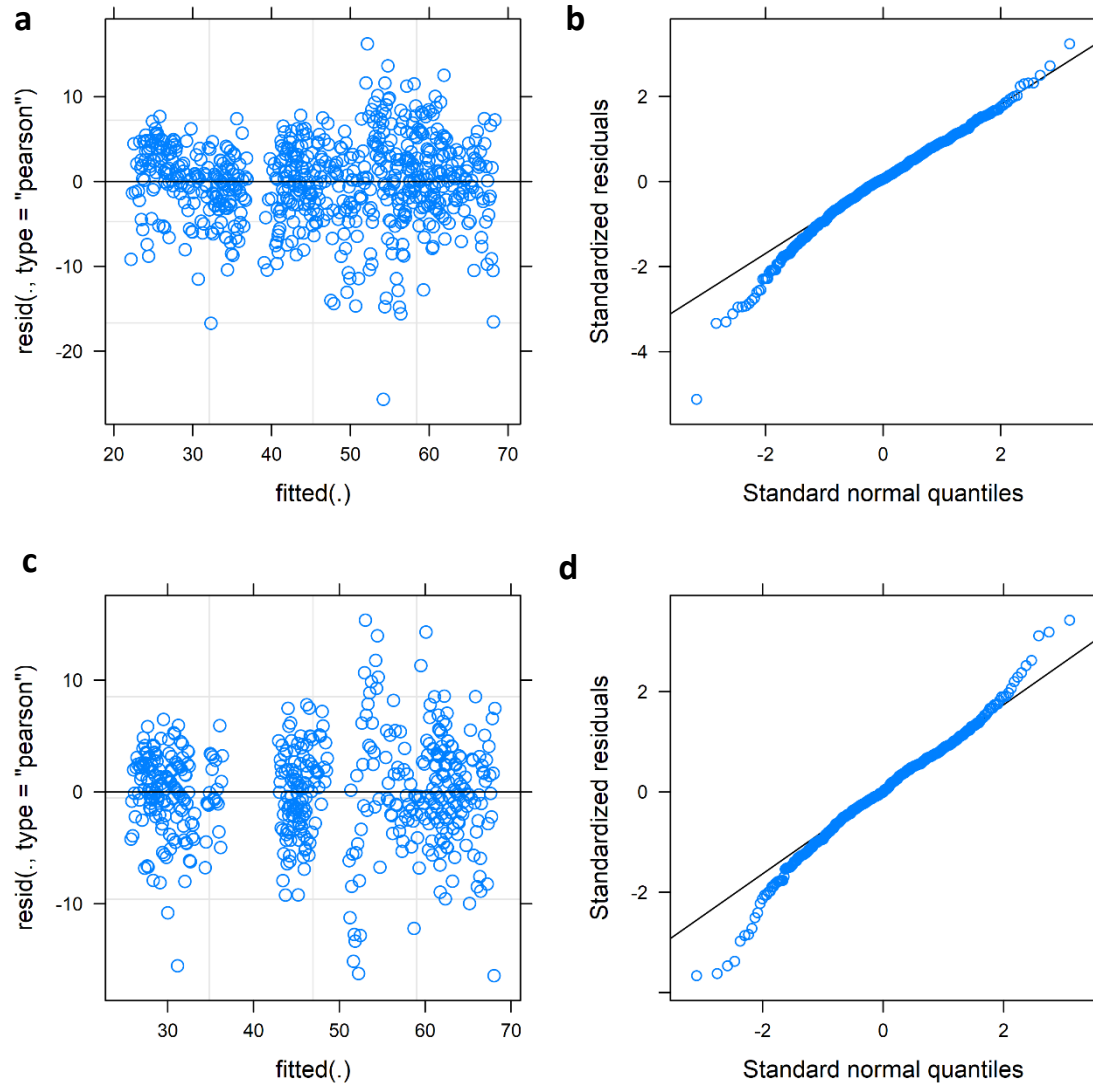 a
resid(., type = "pearson")
10
0
-10
-20
20 30 40 50 60 70
fitted(.)
b
Standardized residuals
2
0
-2
-4
-2 0 2
Standard normal quantiles
c
resid(., type = "pearson")
10
0
-10
30 40 50 60 70
fitted(.)
d
Standardized residuals
2
0
-2
-2 0 2
Standard normal quantiles